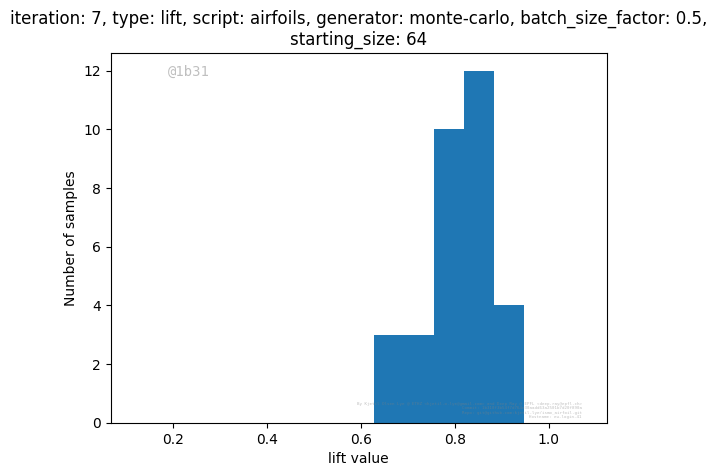 iteration: 7, type: lift, script: airfoils, generator: monte-carlo, batch_size_factor: 0.5,
starting_size: 64
@1b31
12
10
8
6
4
2
0
Number of samples
0.2 0.4 0.6 0.8 1.0
lift value